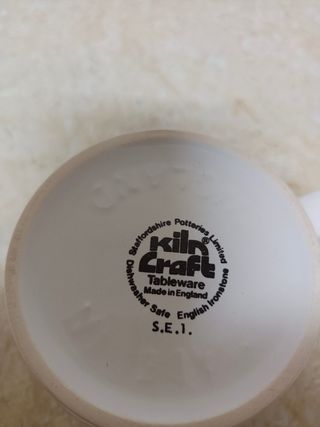 Staffordshire Potteries Limited
Kiln®
Craft
Tableware
Made in England
Dishwasher Safe English Ironstone
S.E.1.